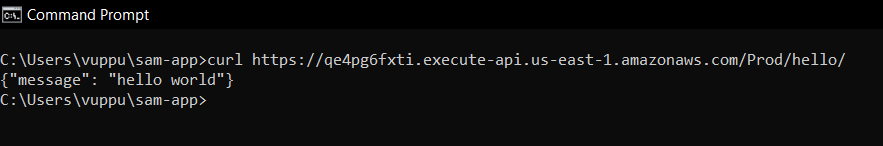 Command Prompt
C:\Users\vuppu\sam-app>curl https://qe4pg6fxti.execute-api.us-east-1.amazonaws.com/Prod/hello/
{"message": "hello world"}
C:\Users\vuppu\sam-app>